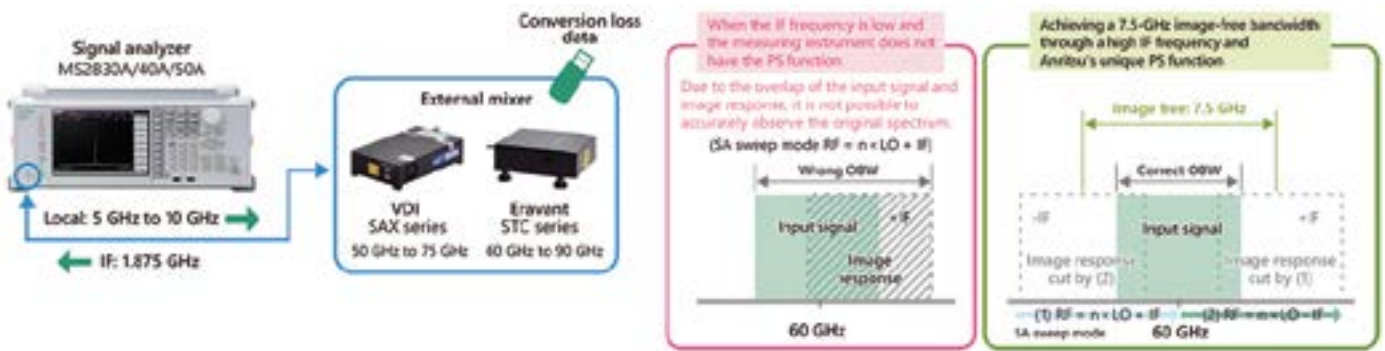 Signal analyzer
MS2830A/40A/50A
Local: 5 GHz to 10 GHz
IF: 1.875 GHz
Conversion loss
data
External mixer
VDI
SAX series
50 GHz to 75 GHz
Eravant
STC series
60 GHz to 90 GHz
When the IF frequency is low and
the measuring instrument does not
have the PS function
Due to the overlap of the input signal and
image response, it is not possible to
accurately observe the original spectrum.
(SA sweep mode RF = n × LO + IF)
Wrong OBW
+IF
Input signal
Image
response
60 GHz
Achieving a 7.5-GHz image-free bandwidth
through a high IF frequency and
Anritsu's unique PS function
Image free: 7.5 GHz
Correct OBW
-IF
+IF
Input signal
Image response
cut by (2)
Image response
cut by (1)
(1) RF = n × LO + IF
(2) RF = n × LO - IF
SA sweep mode
60 GHz